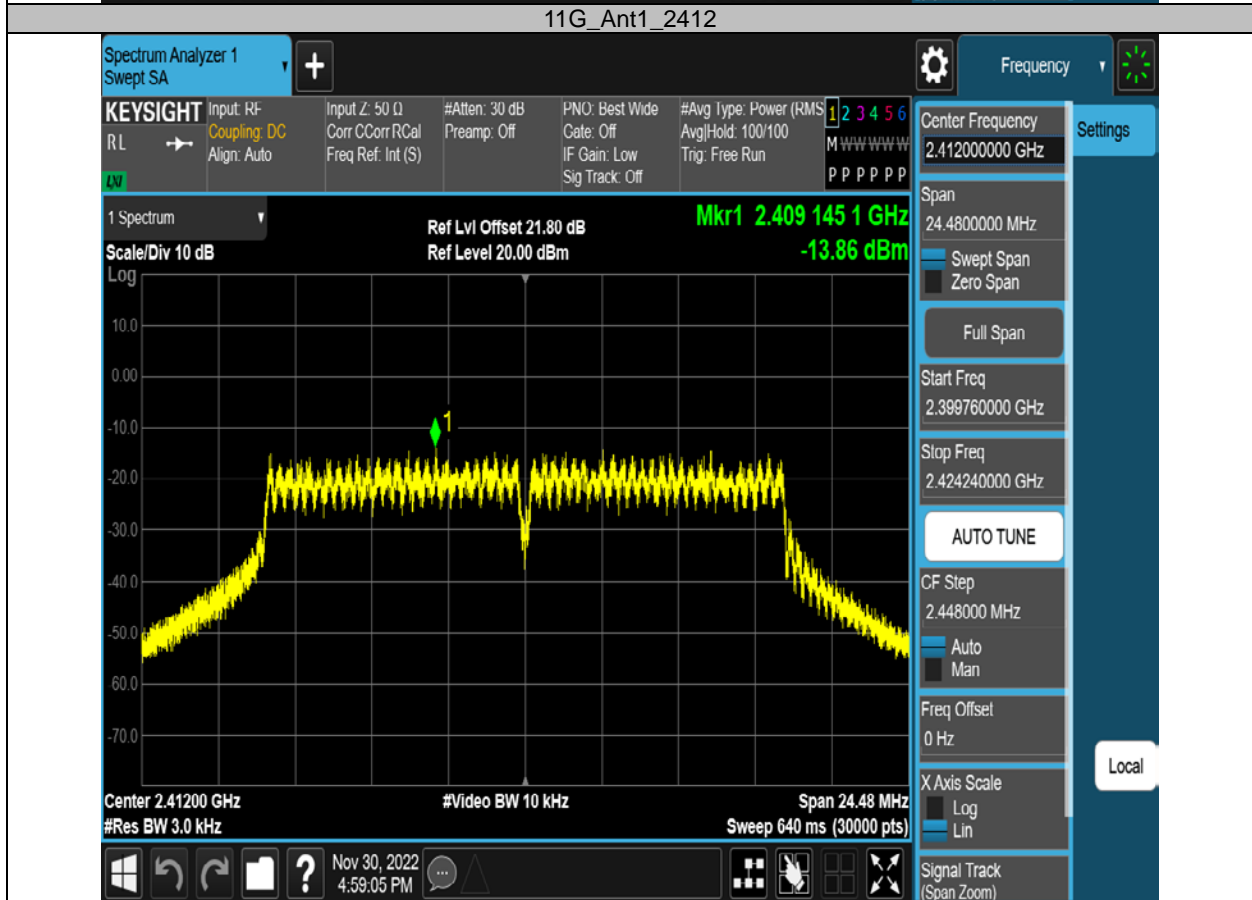 11G_Ant1_2412
Spectrum Analyzer 1
Swept SA
+
Frequency
KEYSIGHT
RL
LXI
Input: RF
Coupling: DC
Align: Auto
Input Z: 50 Ω
Corr CCorr RCal
Freq Ref: Int (S)
#Atten: 30 dB
Preamp: Off
PNO: Best Wide
Gate: Off
IF Gain: Low
Sig Track: Off
#Avg Type: Power (RMS
Avg|Hold: 100/100
Trig: Free Run
1 2 3 4 5 6
M W W W W W
P P P P P P
1 Spectrum
Scale/Div 10 dB
Log
Ref Lvl Offset 21.80 dB
Ref Level 20.00 dBm
Mkr1 2.409 145 1 GHz
-13.86 dBm
10.0
0.00
-10.0
-20.0
-30.0
-40.0
-50.0
-60.0
-70.0
1
Center 2.41200 GHz
#Res BW 3.0 kHz
#Video BW 10 kHz
Span 24.48 MHz
Sweep 640 ms (30000 pts)
Center Frequency
2.412000000 GHz
Settings
Span
24.4800000 MHz
Swept Span
Zero Span
Full Span
Start Freq
2.399760000 GHz
Stop Freq
2.424240000 GHz
AUTO TUNE
CF Step
2.448000 MHz
Auto
Man
Freq Offset
0 Hz
X Axis Scale
Log
Lin
Local
Signal Track
(Span Zoom)
?
Nov 30, 2022
4:59:05 PM